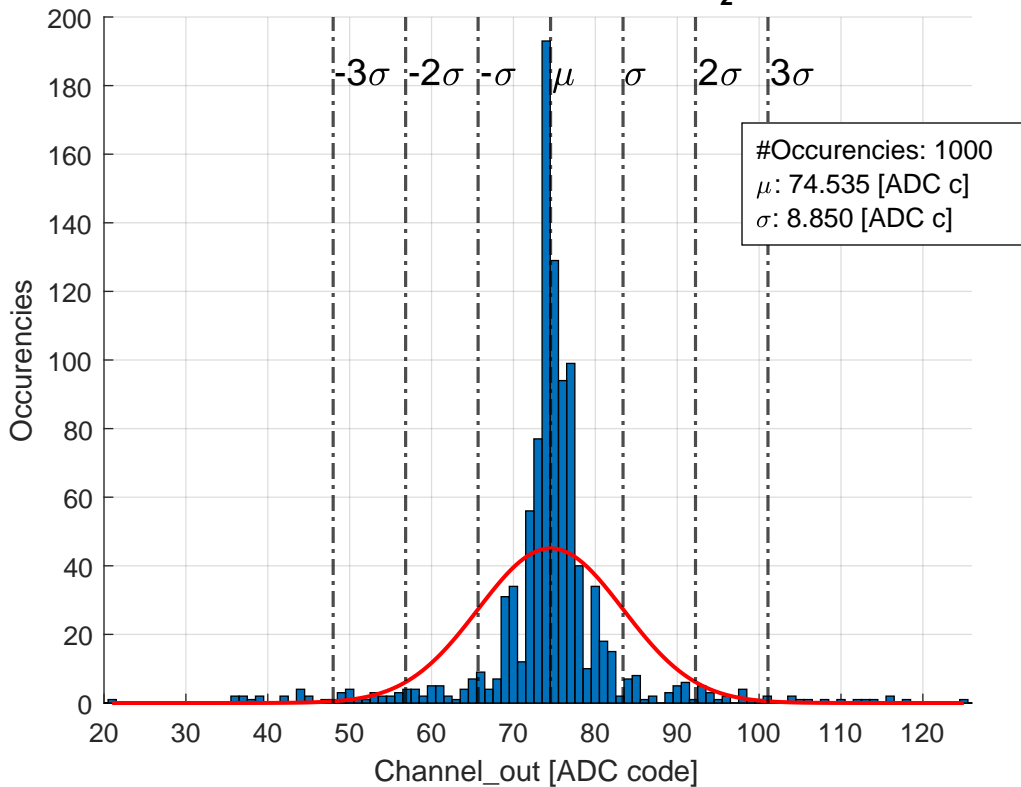 2
200
180
160
140
120
100
80
60
40
20
0
-3σ -2σ -σ μ σ 2σ 3σ
#Occurencies: 1000
μ: 74.535 [ADC c]
σ: 8.850 [ADC c]
Occurencies
20 30 40 50 60 70 80 90 100 110 120
Channel_out [ADC code]